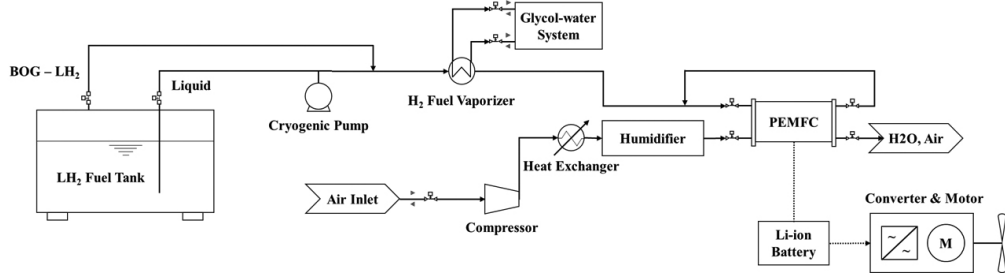 Glycol-water
System
BOG – LH2
Liquid
H2 Fuel Vaporizer
Cryogenic Pump
PEMFC
Humidifier
H2O, Air
Heat Exchanger
LH2 Fuel Tank
Air Inlet
Compressor
Converter & Motor
Li-ion
Battery
~
~
M